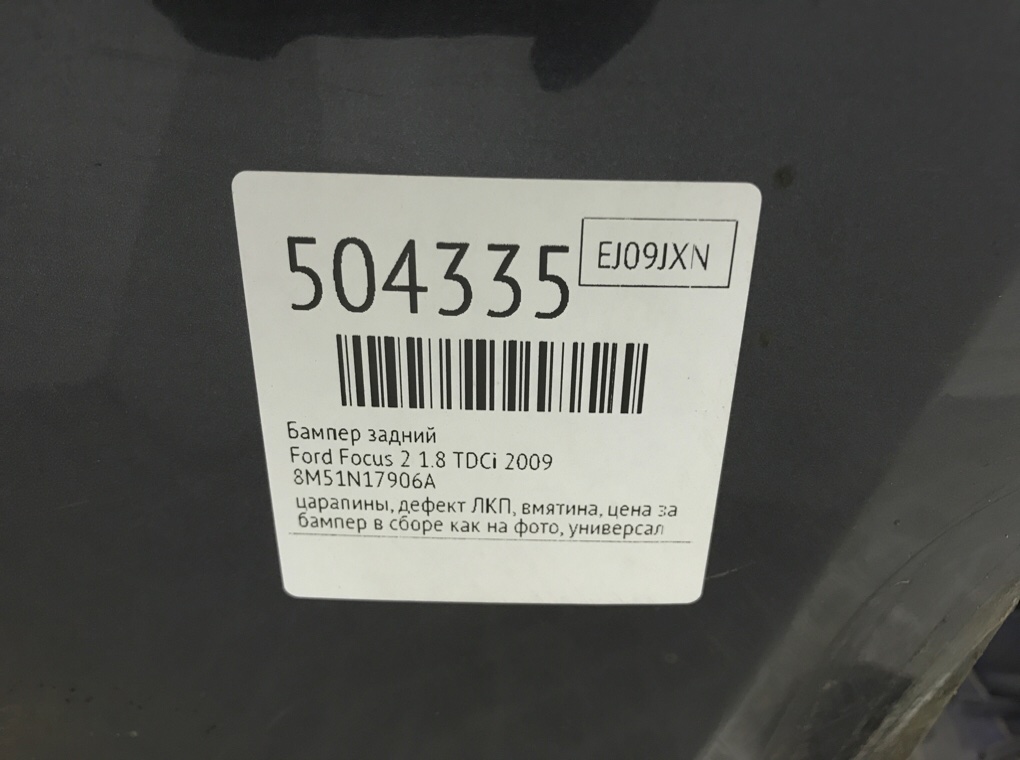 504335
EJ09JXN
Бампер задний
Ford Focus 2 1.8 TDCi 2009
8M51N17906A
царапины, дефект ЛКП, вмятина, цена за
бампер в сборе как на фото, универсал